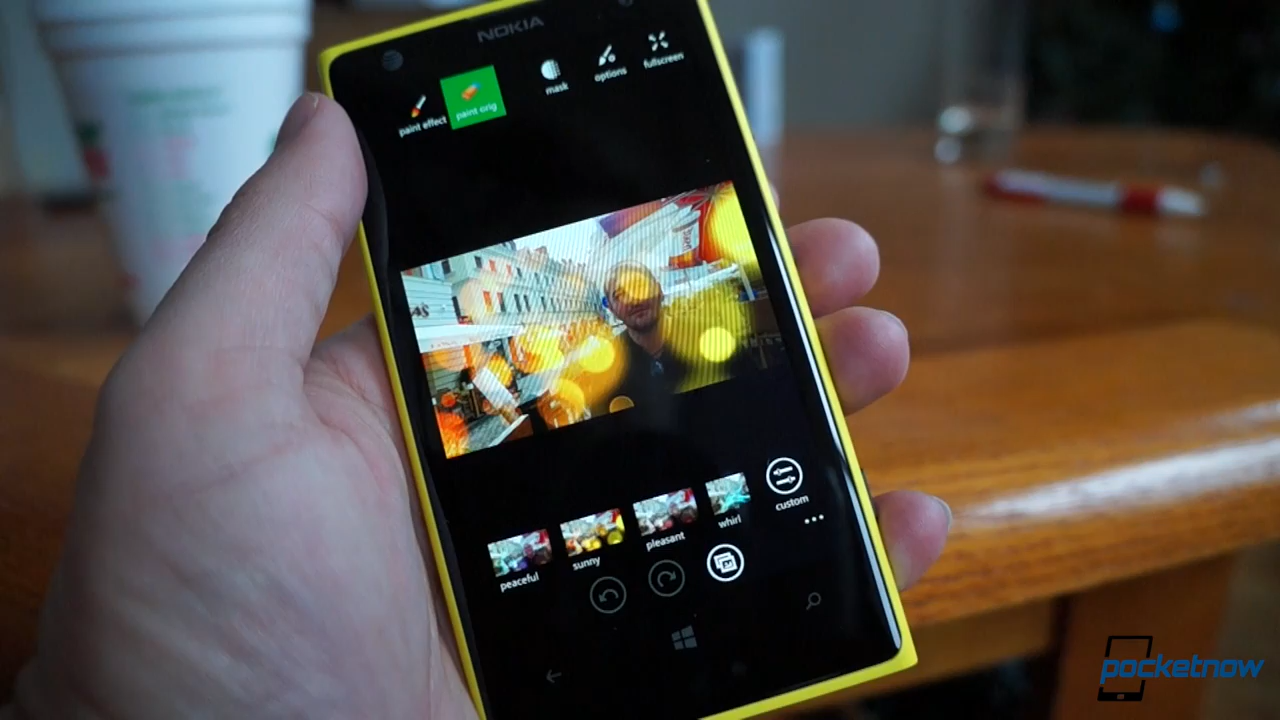 NOKIA
paint effect
paint orig
mask
options
fullscreen
peaceful
sunny
pleasant
whirl
custom
pocketnow